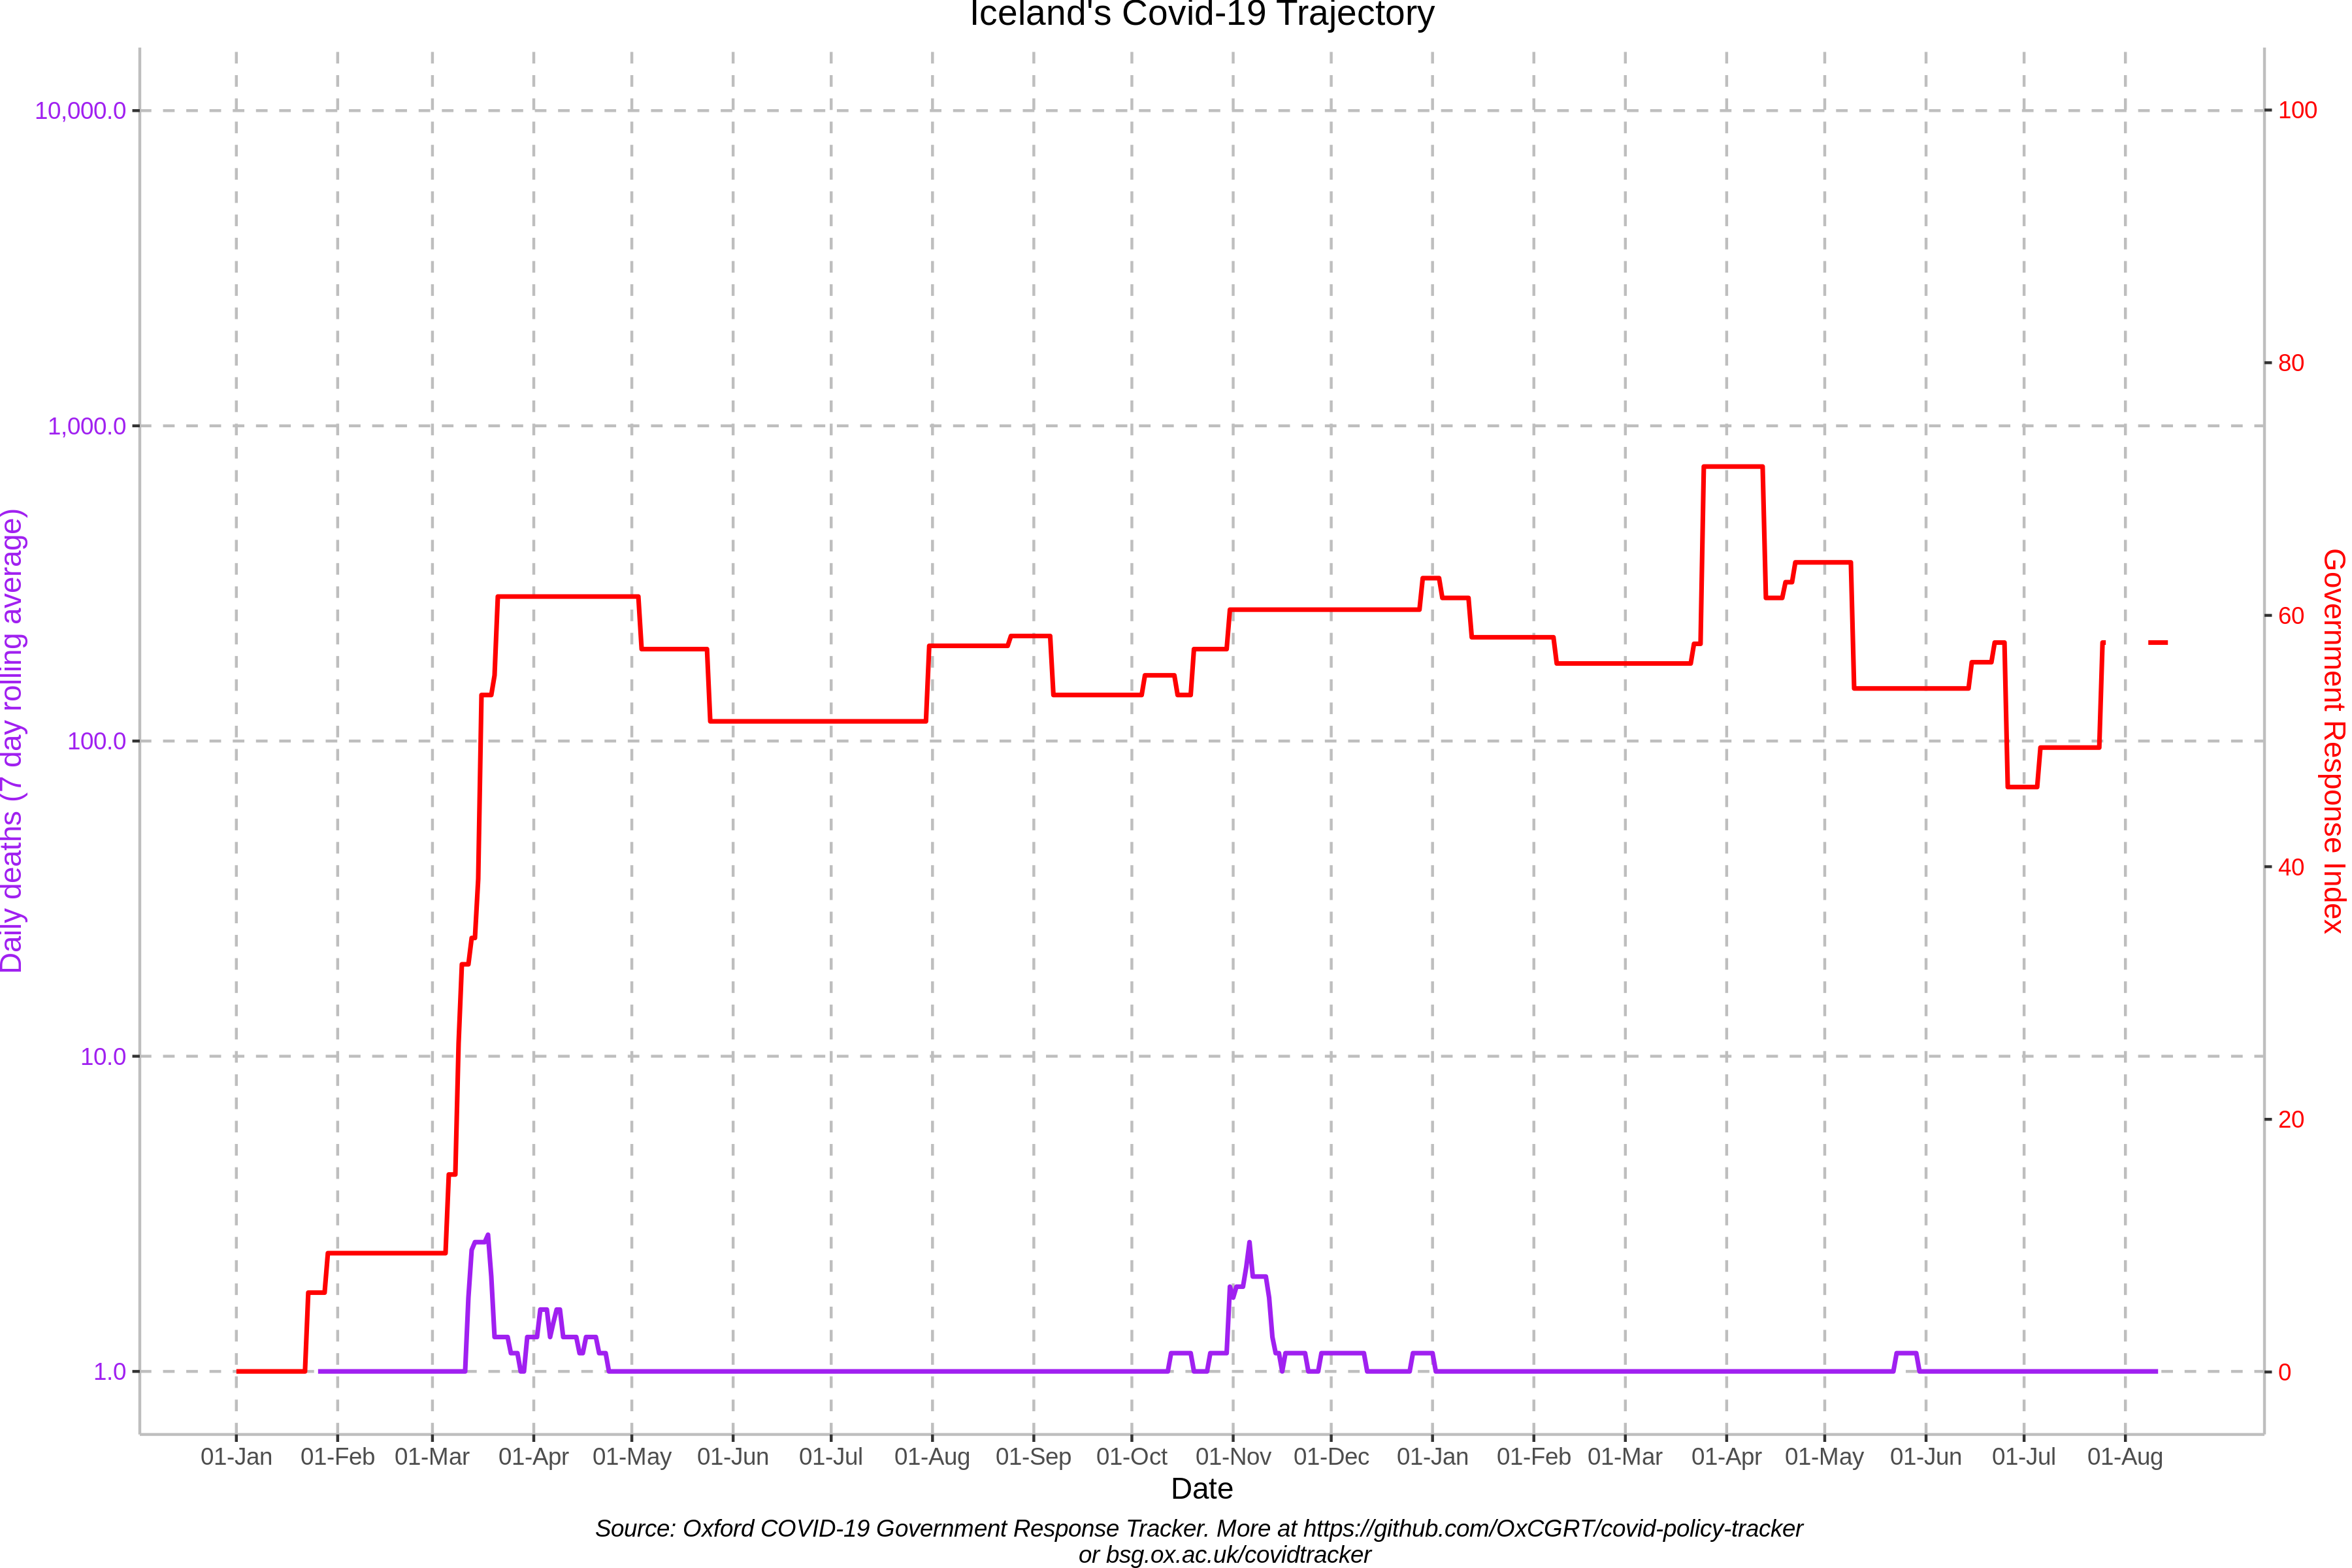 Iceland's Covid-19 Trajectory
10,000.0
1,000.0
100.0
10.0
1.0
Daily deaths (7 day rolling average)
100
80
60
40
20
0
Government Response Index
01-Jan 01-Feb 01-Mar 01-Apr 01-May 01-Jun 01-Jul 01-Aug 01-Sep 01-Oct 01-Nov 01-Dec 01-Jan 01-Feb 01-Mar 01-Apr 01-May 01-Jun 01-Jul 01-Aug
Date
Source: Oxford COVID-19 Government Response Tracker. More at https://github.com/OxCGRT/covid-policy-tracker
or bsg.ox.ac.uk/covidtracker